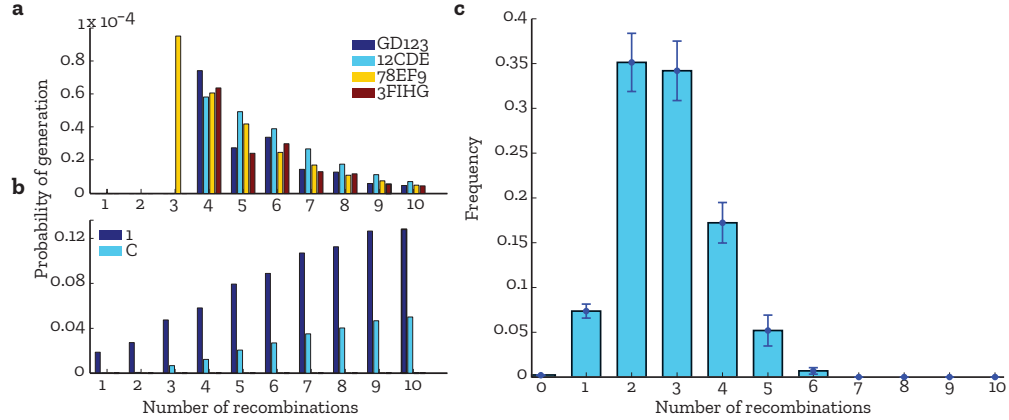 a
1x 10⁻⁴
0.8
0.6
0.4
0.2
0
1 2 3 4 5 6 7 8 9 10
GD123
12CDE
78EF9
3FIHG
Probability of generation
b
0.12
0.08
0.04
0
1
C
1 2 3 4 5 6 7 8 9 10
Number of recombinations
c
0.4
0.35
0.3
0.25
0.2
0.15
0.1
0.05
0
Frequency
0 1 2 3 4 5 6 7 8 9 10
Number of recombinations